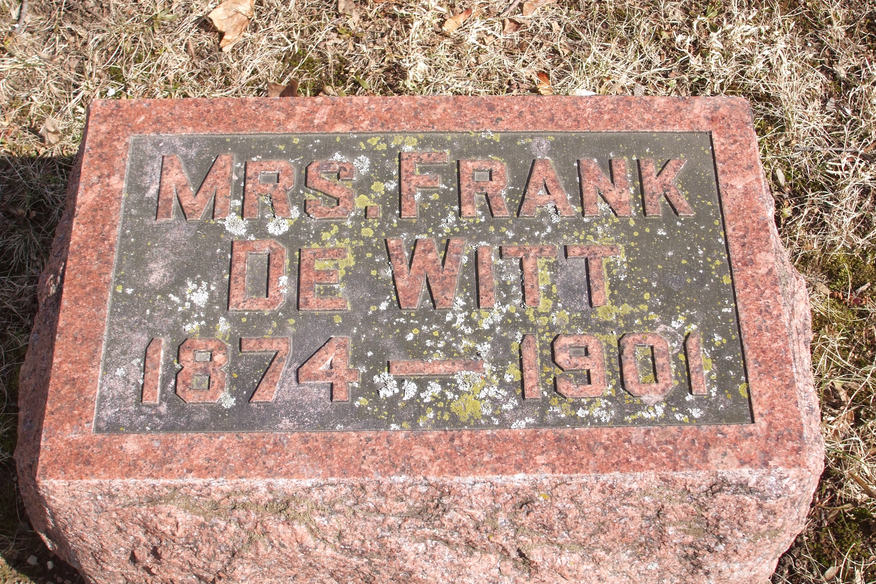 MRS. FRANK
DE WITT
1874 — 1901